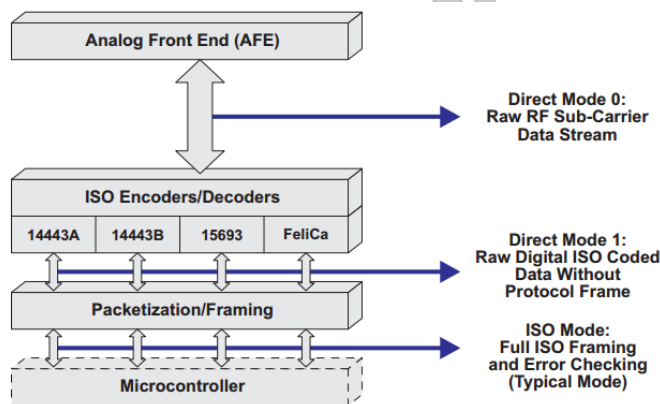 Analog Front End (AFE)
Direct Mode 0:
Raw RF Sub-Carrier
Data Stream
ISO Encoders/Decoders
14443A 14443B 15693 FeliCa
Direct Mode 1:
Raw Digital ISO Coded
Data Without
Protocol Frame
Packetization/Framing
ISO Mode:
Full ISO Framing
and Error Checking
(Typical Mode)
Microcontroller